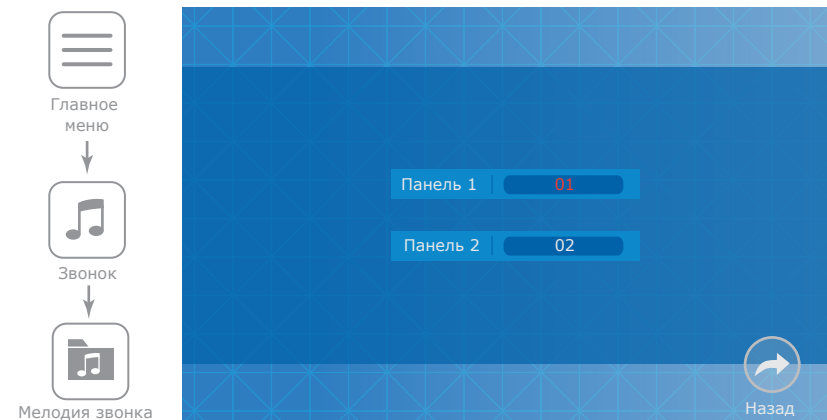 Главное
меню
Звонок
Мелодия звонка
Панель 1 01
Панель 2 02
Назад